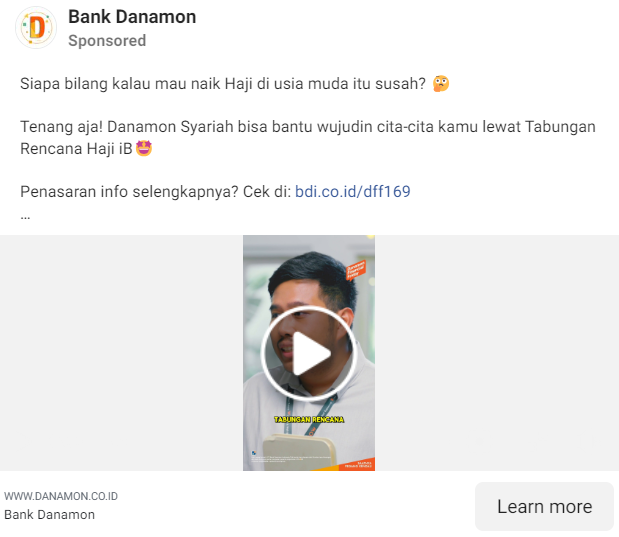 Bank Danamon
Sponsored
Siapa bilang kalau mau naik Haji di usia muda itu susah? 🤔
Tenang aja! Danamon Syariah bisa bantu wujudin cita-cita kamu lewat Tabungan
Rencana Haji iB🤩
Penasaran info selengkapnya? Cek di: bdi.co.id/dff169
...
TABUNGAN RENCANA
WWW.DANAMON.CO.ID
Bank Danamon
Learn more